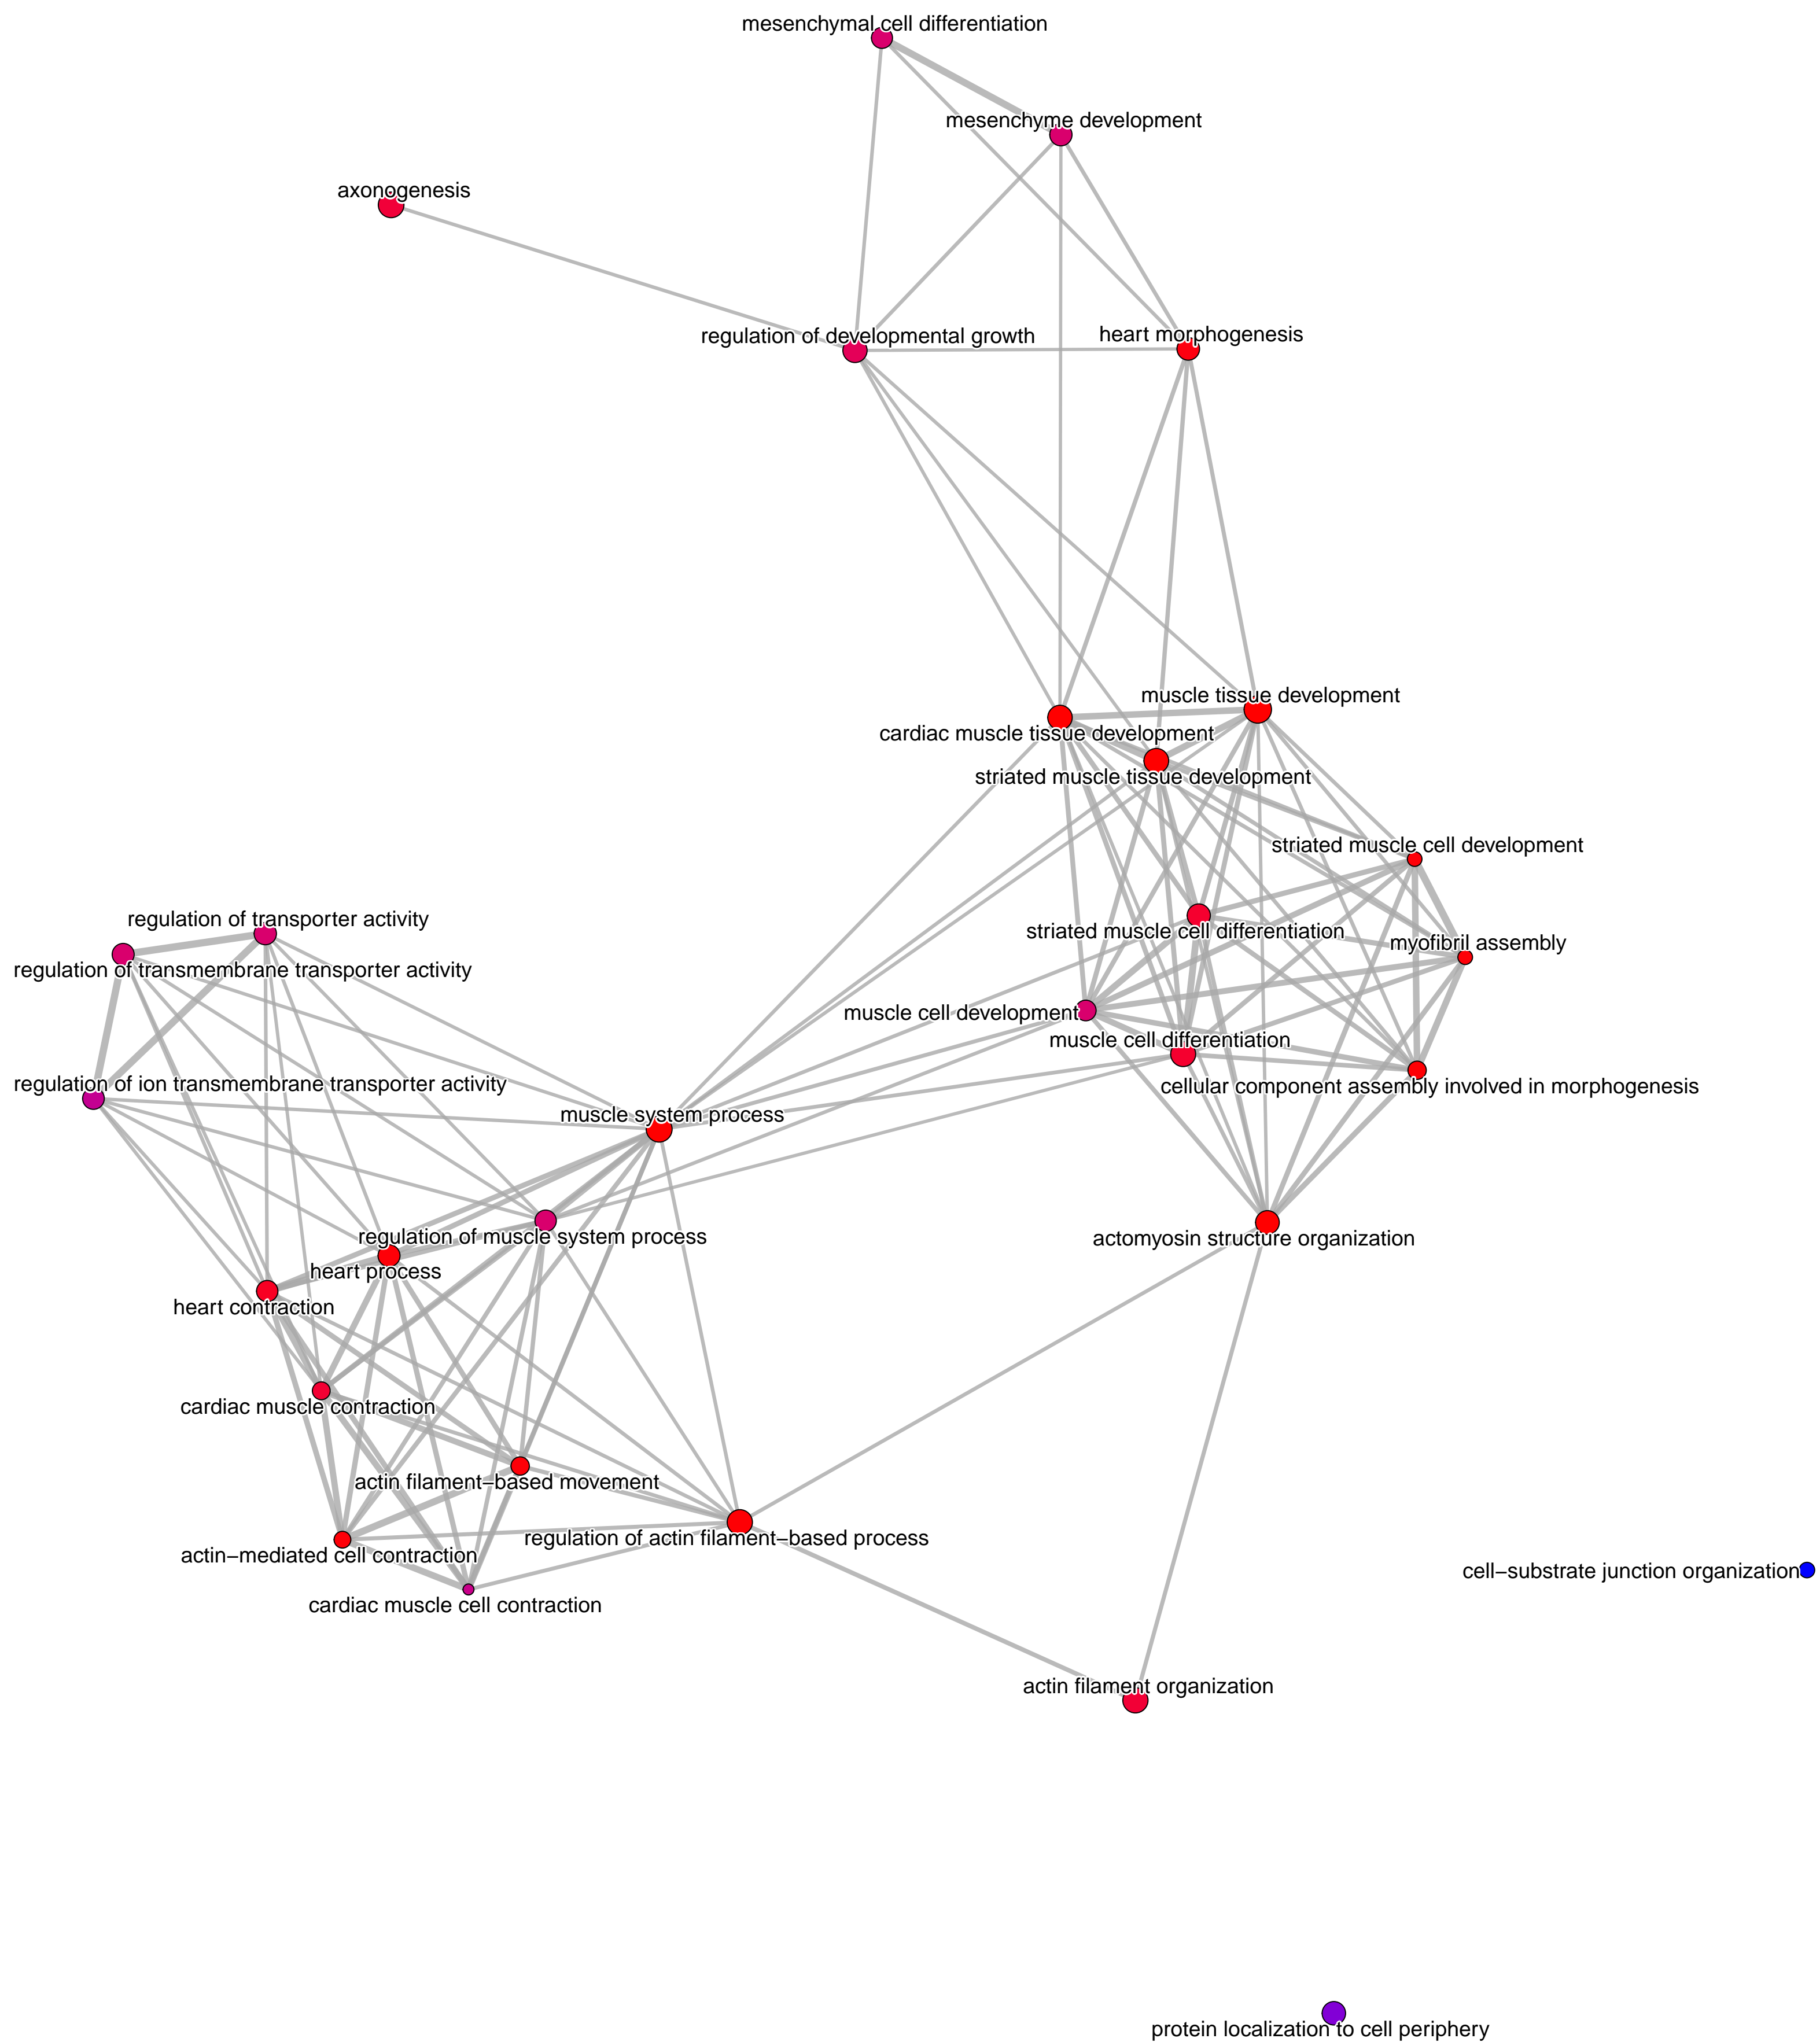 mesenchymal cell differentiation
mesenchyme development
axonogenesis
regulation of developmental growth
heart morphogenesis
muscle tissue development
cardiac muscle tissue development
striated muscle tissue development
striated muscle cell development
regulation of transporter activity
striated muscle cell differentiation
myofibril assembly
regulation of transmembrane transporter activity
muscle cell development
muscle cell differentiation
regulation of ion transmembrane transporter activity
cellular component assembly involved in morphogenesis
muscle system process
regulation of muscle system process
actomyosin structure organization
heart process
heart contraction
cardiac muscle contraction
actin filament−based movement
regulation of actin filament−based process
actin−mediated cell contraction
cell−substrate junction organization
cardiac muscle cell contraction
actin filament organization
protein localization to cell periphery